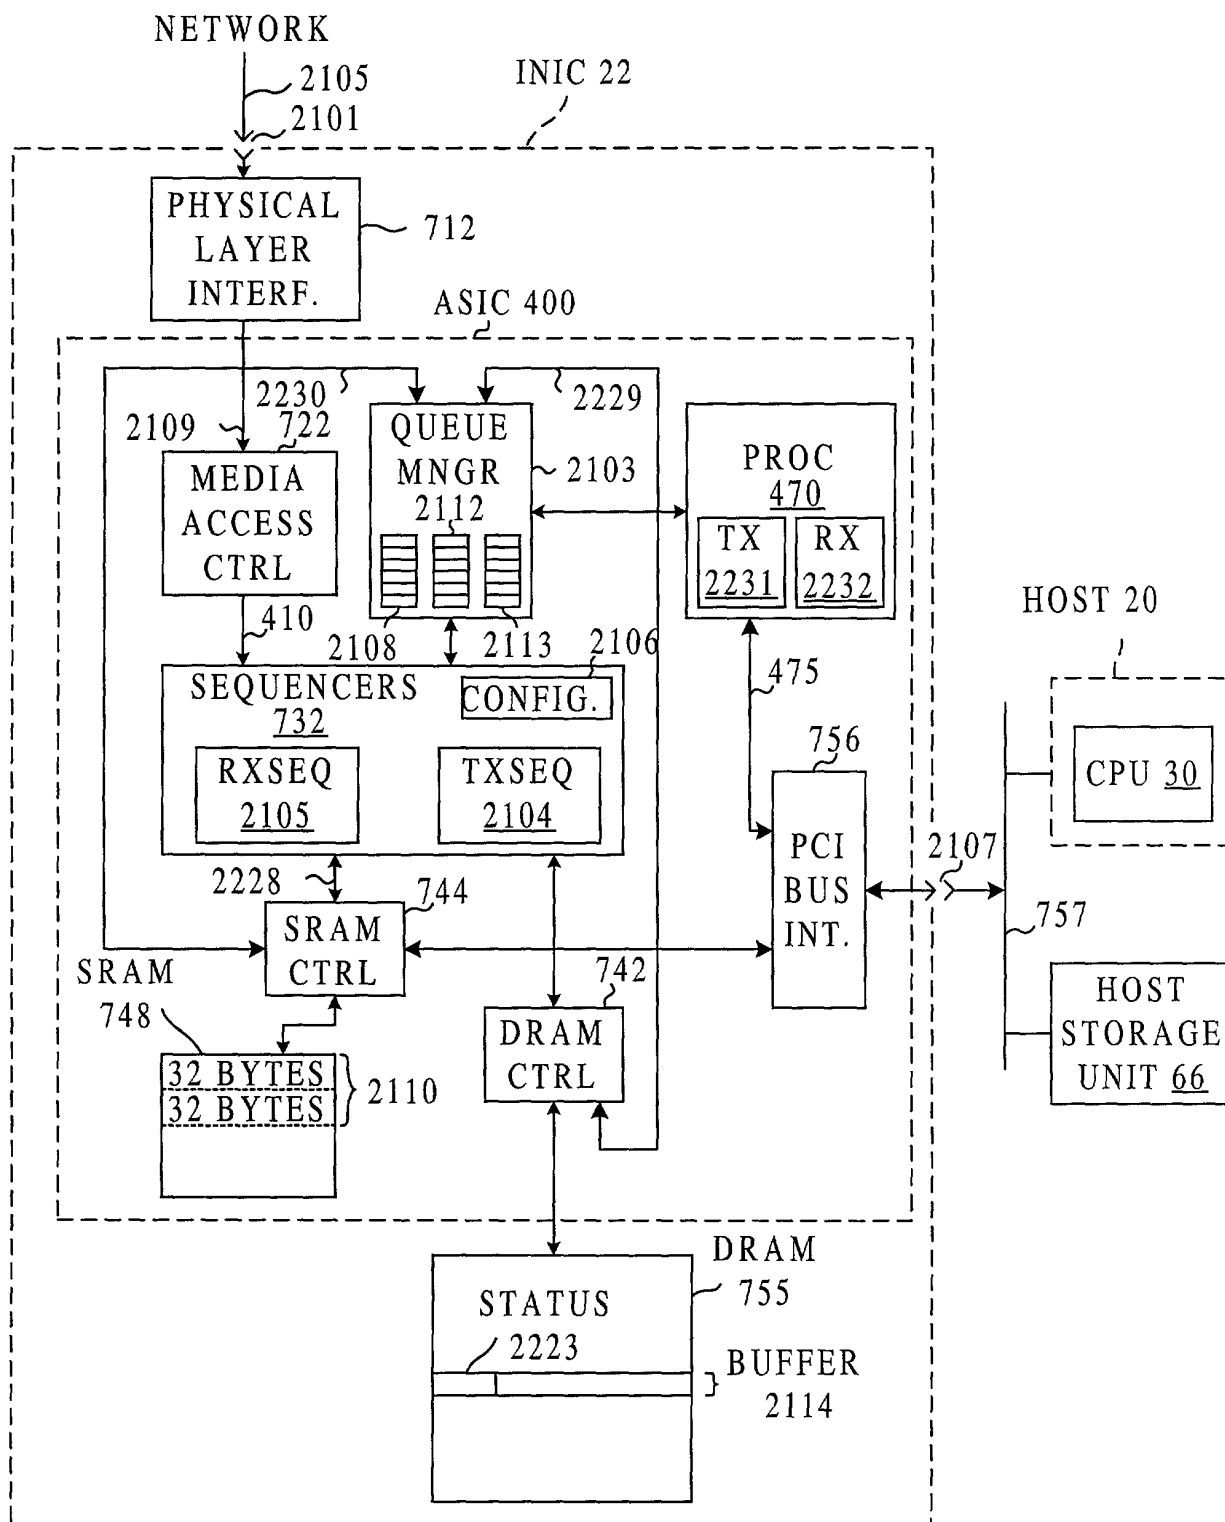 NETWORK
2105
2101
INIC 22
PHYSICAL
LAYER
INTERF.
712
ASIC 400
2230
2229
2109
722
MEDIA
ACCESS
CTRL
QUEUE
MNGR
2112
2103
2108
2113
PROC
470
TX
2231
RX
2232
410
2106
SEQUENCERS
732
CONFIG.
RXSEQ
2105
TXSEQ
2104
475
756
PCI
BUS
INT.
2107
HOST 20
CPU 30
757
HOST
STORAGE
UNIT 66
2228
744
SRAM
CTRL
SRAM
748
742
DRAM
CTRL
32 BYTES
32 BYTES
2110
DRAM
755
STATUS
2223
BUFFER
2114